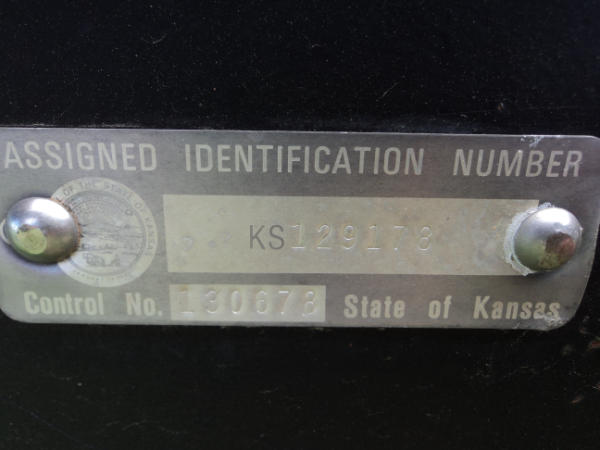 ASSIGNED IDENTIFICATION NUMBER
KS129178
Control No. 130678 State of Kansas